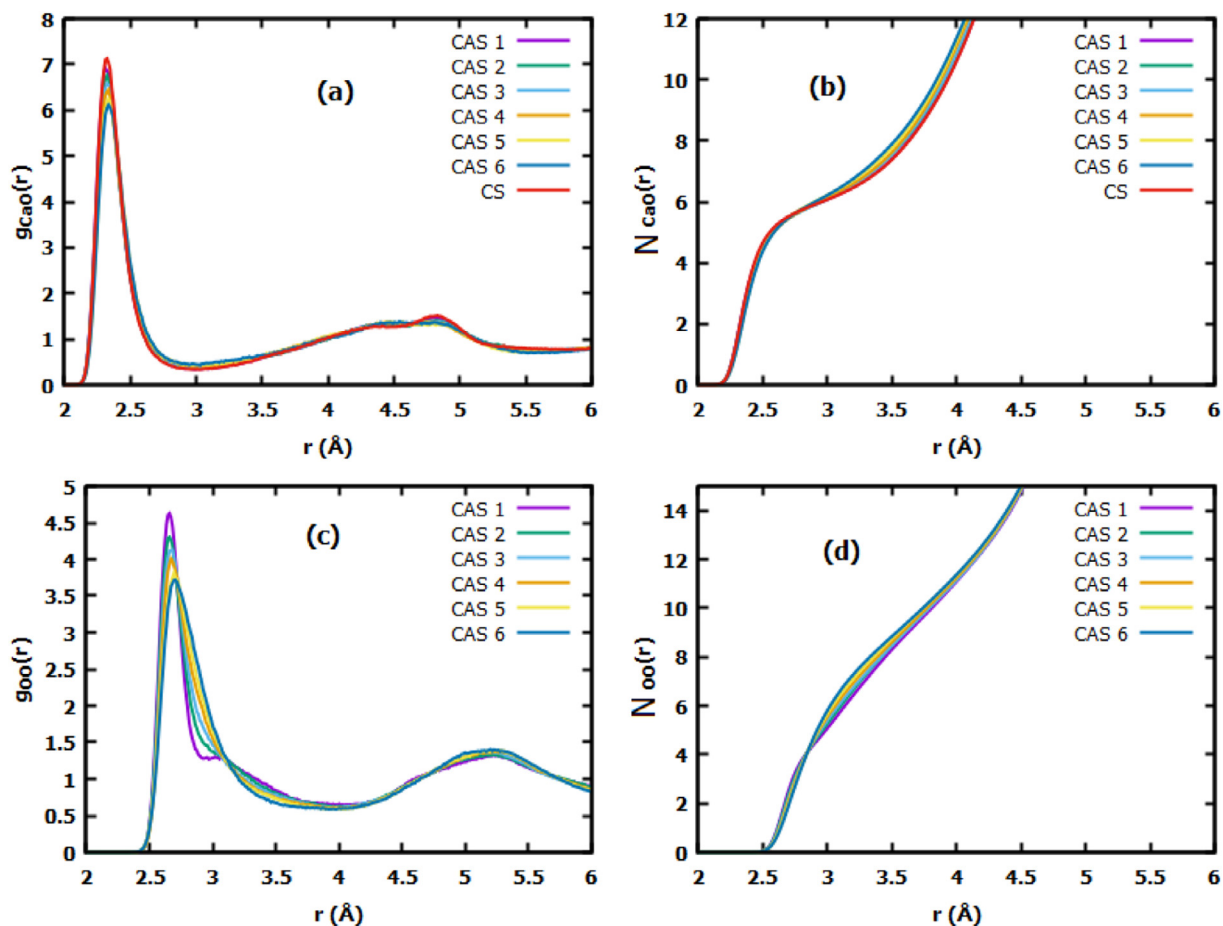 8
7
6
5
4
3
2
1
0
g_CaO(r)
(a)
CAS 1
CAS 2
CAS 3
CAS 4
CAS 5
CAS 6
CS
2 2.5 3 3.5 4 4.5 5 5.5 6
r (Å)
12
10
8
6
4
2
0
N CaO(r)
(b)
CAS 1
CAS 2
CAS 3
CAS 4
CAS 5
CAS 6
CS
2 2.5 3 3.5 4 4.5 5 5.5 6
r (Å)
5
4.5
4
3.5
3
2.5
2
1.5
1
0.5
0
g_OO(r)
(c)
CAS 1
CAS 2
CAS 3
CAS 4
CAS 5
CAS 6
2 2.5 3 3.5 4 4.5 5 5.5 6
r (Å)
14
12
10
8
6
4
2
0
N OO(r)
(d)
CAS 1
CAS 2
CAS 3
CAS 4
CAS 5
CAS 6
2 2.5 3 3.5 4 4.5 5 5.5 6
r (Å)